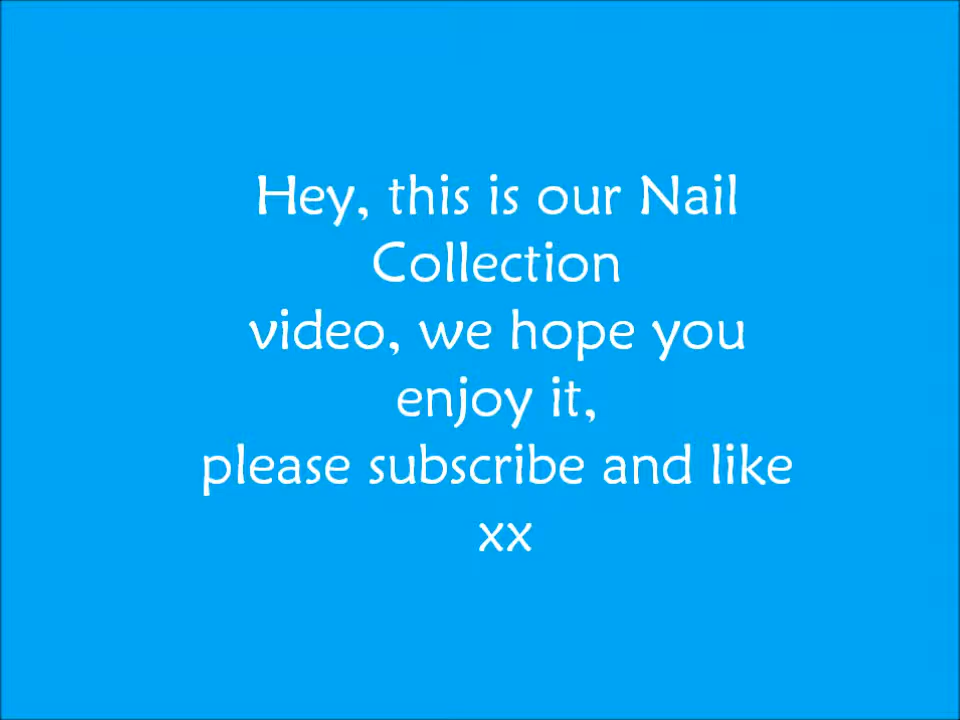 Hey, this is our Nail
Collection
video, we hope you
enjoy it,
please subscribe and like
xx